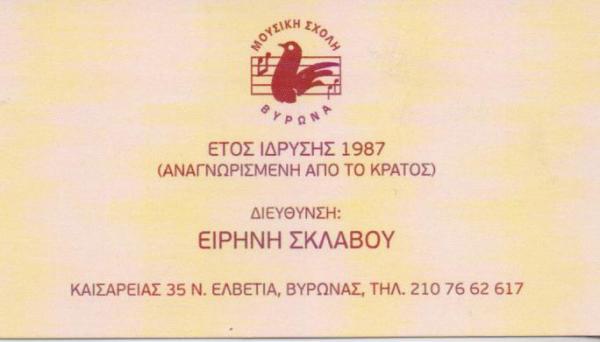 ΜΟΥΣΙΚΗ ΣΧΟΛΗ
ΒΥΡΩΝΑ
ΕΤΟΣ ΙΔΡΥΣΗΣ 1987
(ΑΝΑΓΝΩΡΙΣΜΕΝΗ ΑΠΟ ΤΟ ΚΡΑΤΟΣ)
ΔΙΕΥΘΥΝΣΗ:
ΕΙΡΗΝΗ ΣΚΛΑΒΟΥ
ΚΑΙΣΑΡΕΙΑΣ 35 Ν. ΕΛΒΕΤΙΑ, ΒΥΡΩΝΑΣ, ΤΗΛ. 210 76 62 617